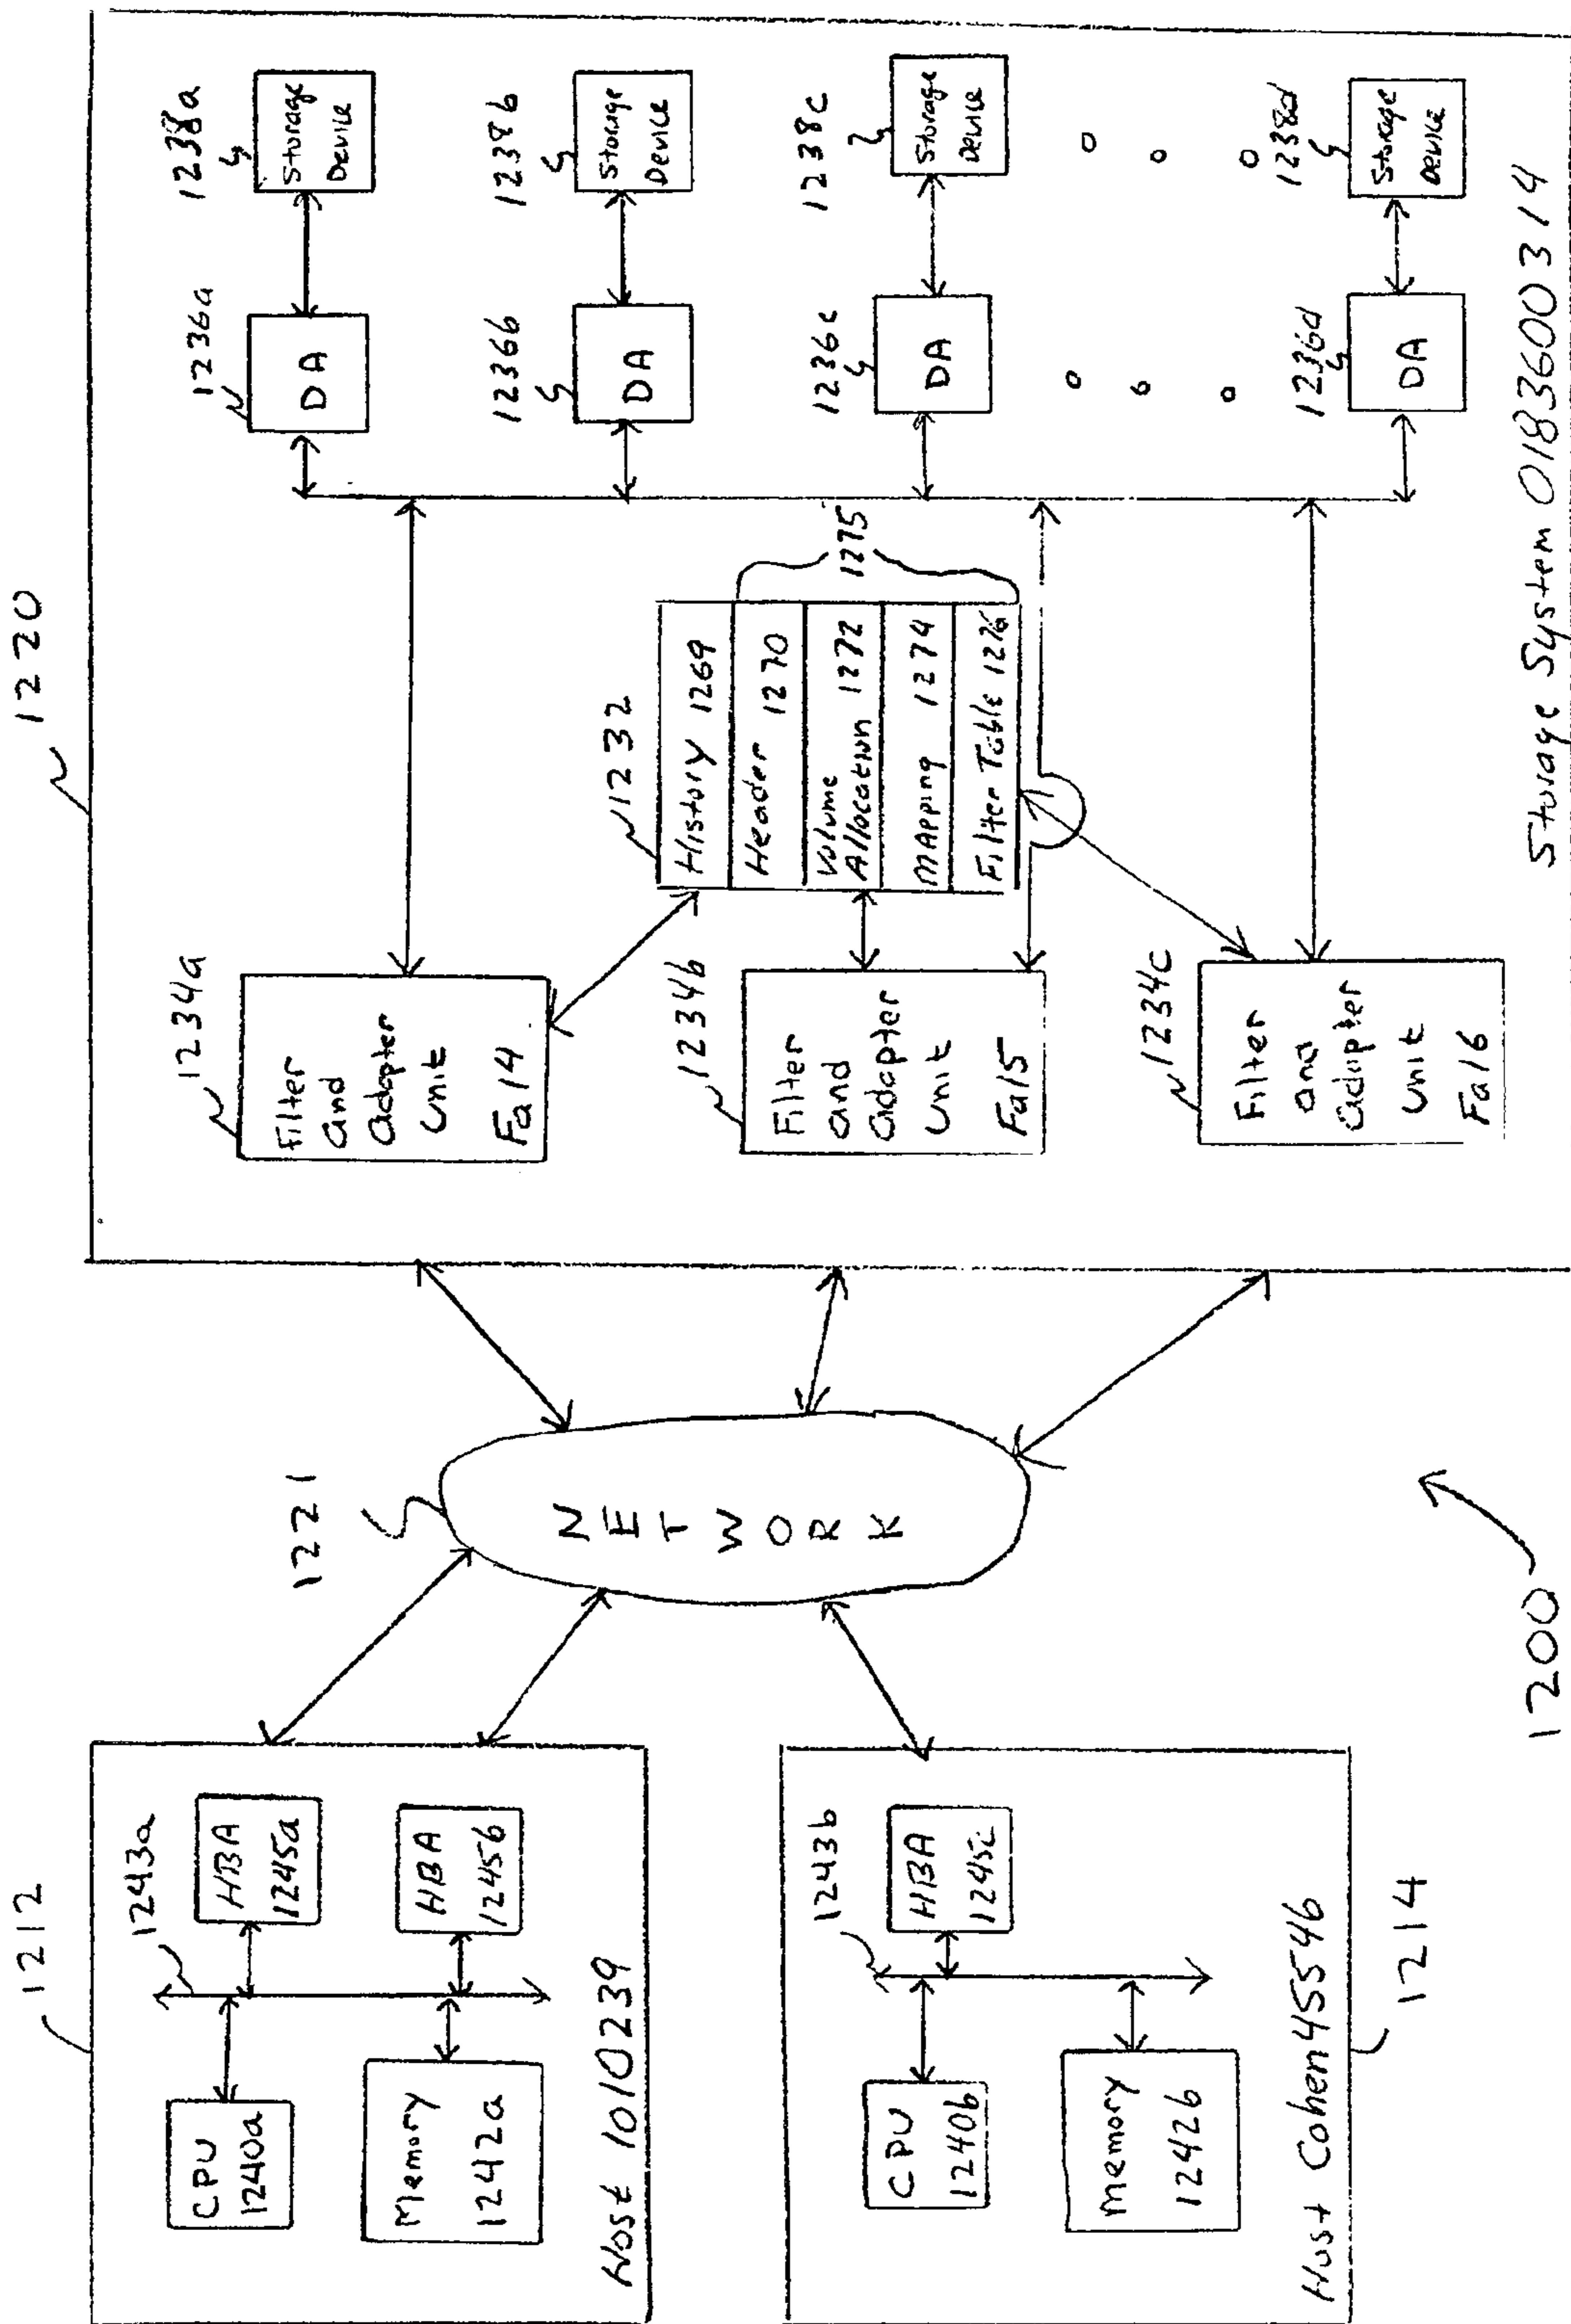 1212
1243a
CPU
1240a
HBA
1245a
Memory
1242a
HBA
1245b
Host 1010239
1243b
CPU
1240b
HBA
1245c
Memory
1242b
Host Cohen45546
1214
1200
1221
NETWORK
1220
1234a
Filter
and
adapter
unit
Fa14
1234b
Filter
and
adapter
unit
Fa15
1234c
Filter
and
adapter
unit
Fa16
1232
History 1269
Header 1270
Volume
Allocation 1272
Mapping 1274
Filter Table 1276
1275
1236a
DA
1238a
Storage
Device
1236b
DA
1238b
Storage
Device
1236c
DA
1238c
Storage
Device
1236d
DA
1238d
Storage
Device
Storage System 0183600314